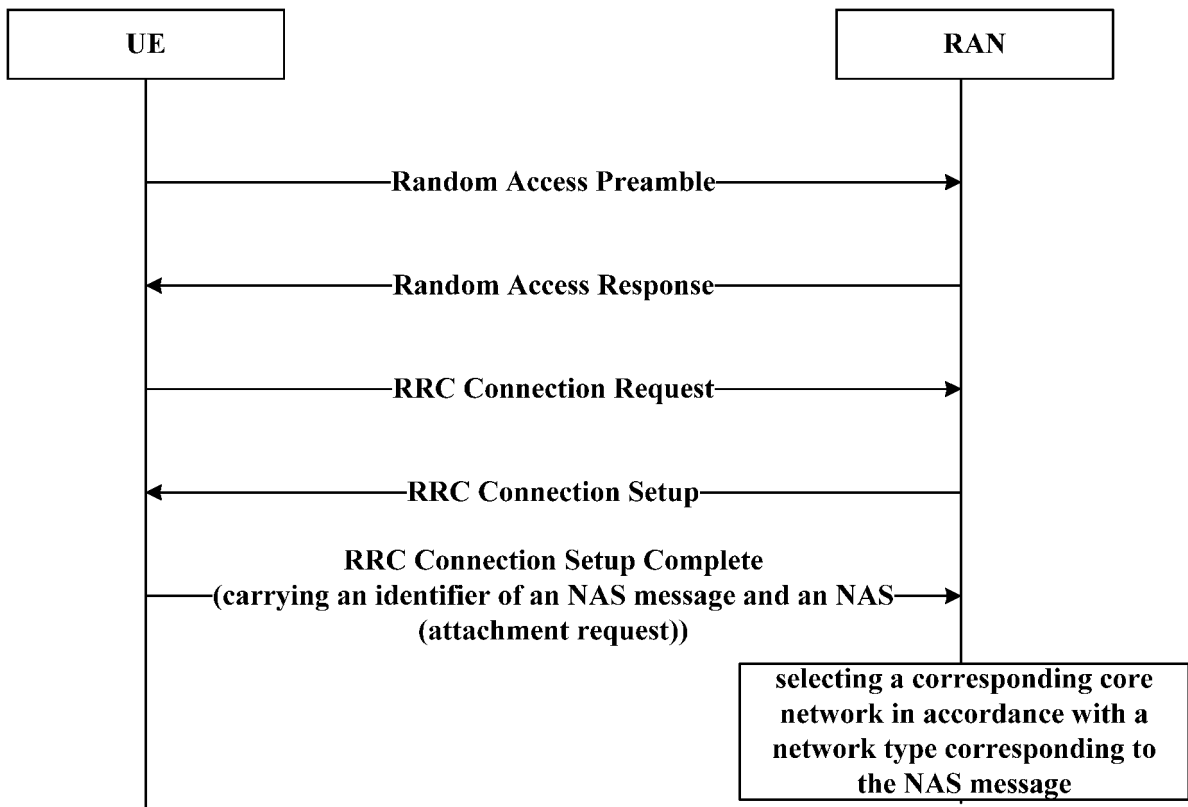 UE
RAN
Random Access Preamble
Random Access Response
RRC Connection Request
RRC Connection Setup
RRC Connection Setup Complete
(carrying an identifier of an NAS message and an NAS
(attachment request))
selecting a corresponding core
network in accordance with a
network type corresponding to
the NAS message